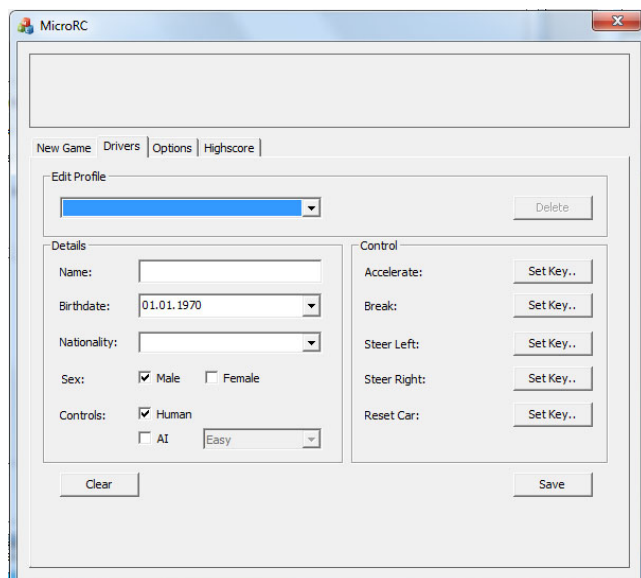 MicroRC
New Game Drivers Options Highscore
Edit Profile
Delete
Details
Name:
Birthdate: 01.01.1970
Nationality:
Sex: Male Female
Controls: Human
AI Easy
Control
Accelerate: Set Key..
Break: Set Key..
Steer Left: Set Key..
Steer Right: Set Key..
Reset Car: Set Key..
Clear Save